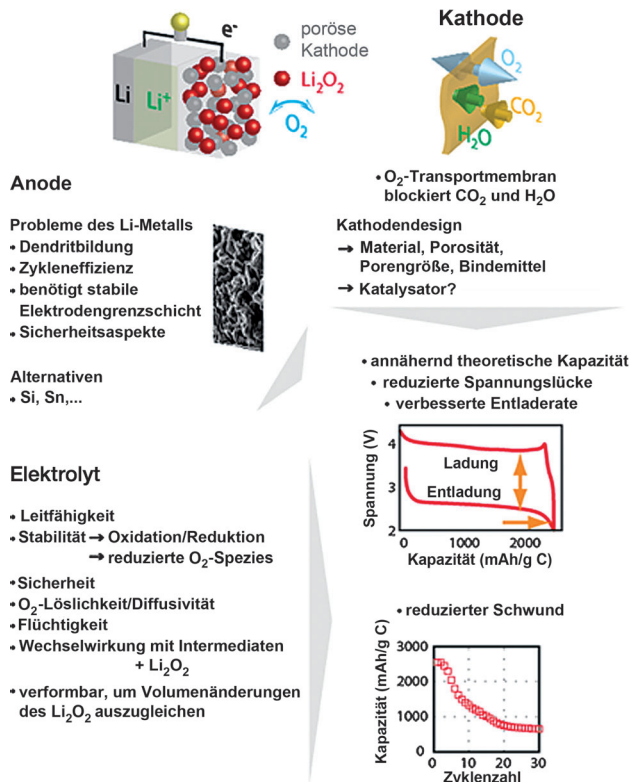 e⁻
poröse
Kathode
Li₂O₂
Li
Li⁺
O₂
Kathode
O₂
CO₂
H₂O
• O₂-Transportmembran
blockiert CO₂ und H₂O
Kathodendesign
→ Material, Porosität,
Porengröße, Bindemittel
→ Katalysator?
Anode
Probleme des Li-Metalls
• Dendritbildung
• Zykleneffizienz
• benötigt stabile
Elektrodengrenzschicht
• Sicherheitsaspekte
Alternativen
• Si, Sn,...
• annähernd theoretische Kapazität
• reduzierte Spannungslücke
• verbesserte Entladerate
Spannung (V)
4
3
2
Ladung
Entladung
0
1000
2000
Kapazität (mAh/g C)
Elektrolyt
• Leitfähigkeit
• Stabilität → Oxidation/Reduktion
→ reduzierte O₂-Spezies
• Sicherheit
• O₂-Löslichkeit/Diffusivität
• Flüchtigkeit
• Wechselwirkung mit Intermediaten
+ Li₂O₂
• verformbar, um Volumenänderungen
des Li₂O₂ auszugleichen
• reduzierter Schwund
Kapazität (mAh/g C)
3000
2000
1000
0
0
10
20
30
Zyklenzahl